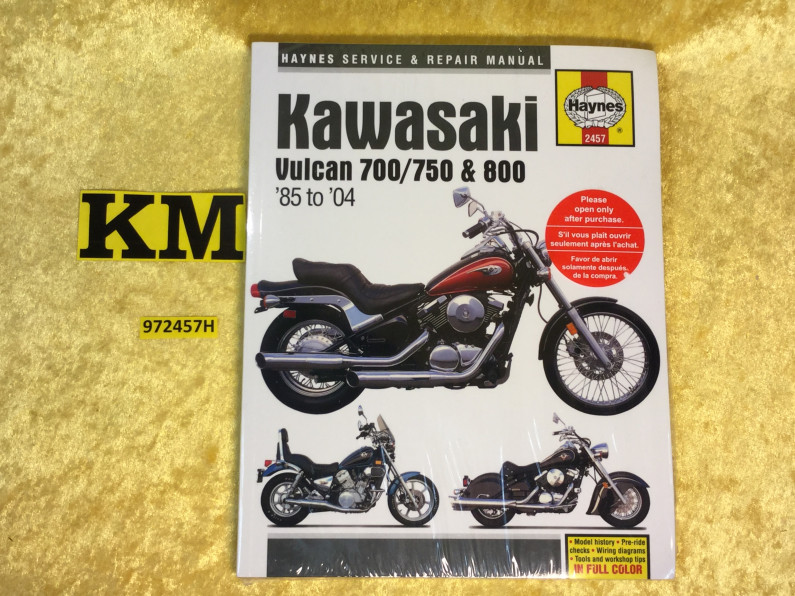 HAYNES SERVICE & REPAIR MANUAL
Haynes
®
2457
Kawasaki
Vulcan 700/750 & 800
'85 to '04
Please
open only
after purchase.
S'il vous plaît ouvrir
seulement après l'achat.
Favor de abrir
solamente después
de la compra.
KM
972457H
• Model history • Pre-ride
checks • Wiring diagrams
• Tools and workshop tips
IN FULL COLOR